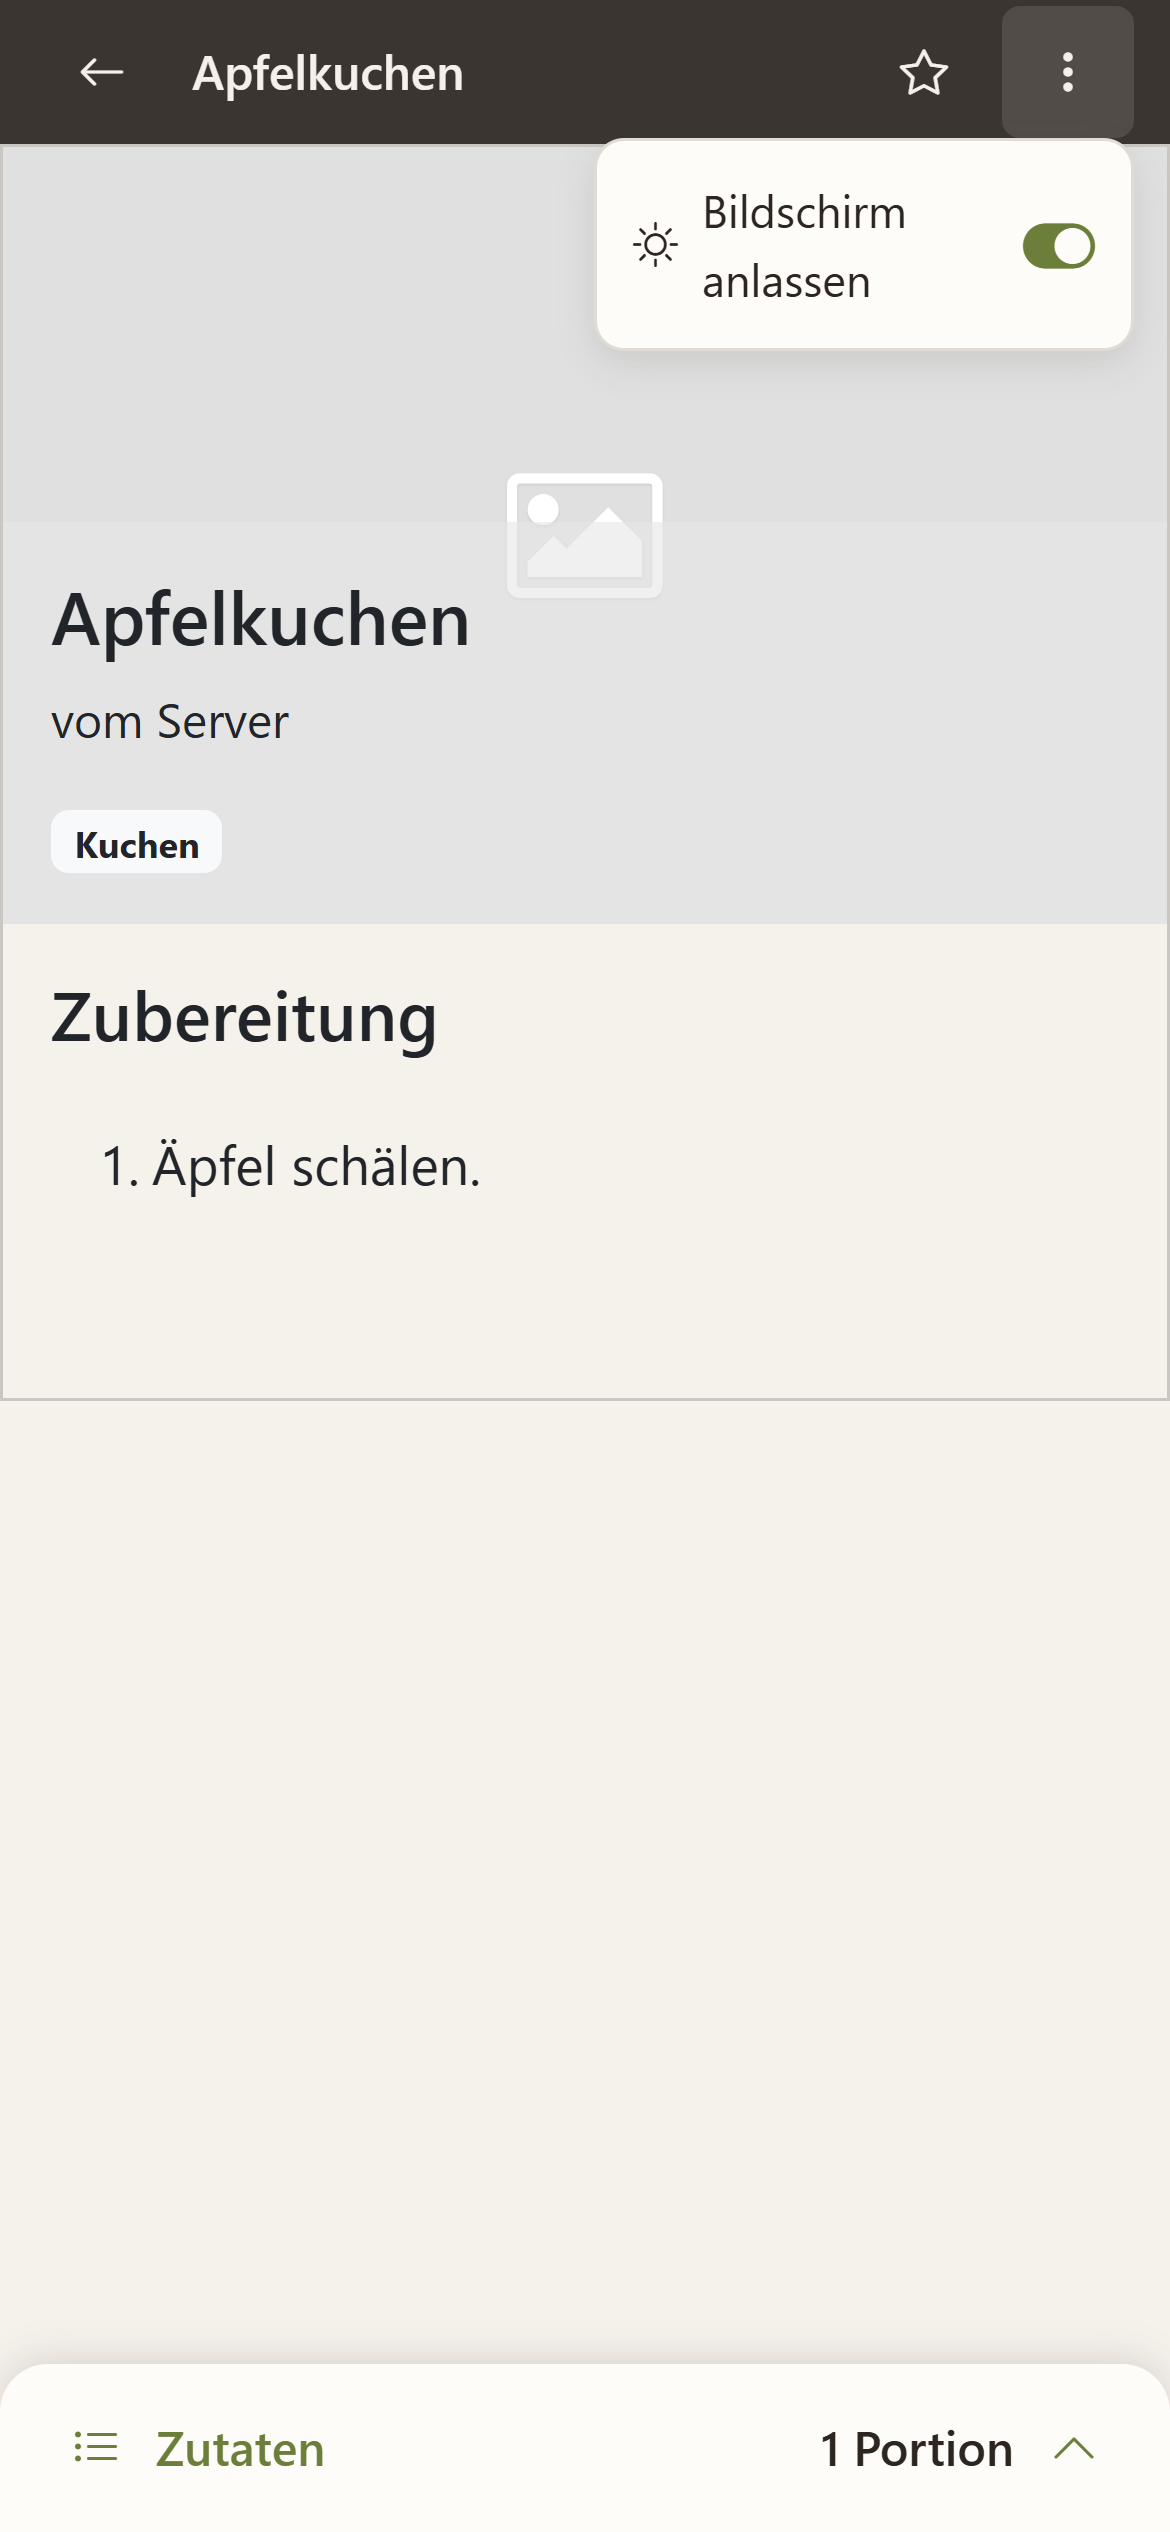 Apfelkuchen
Bildschirm
anlassen
Apfelkuchen
vom Server
Kuchen
Zubereitung
1. Äpfel schälen.
Zutaten
1 Portion